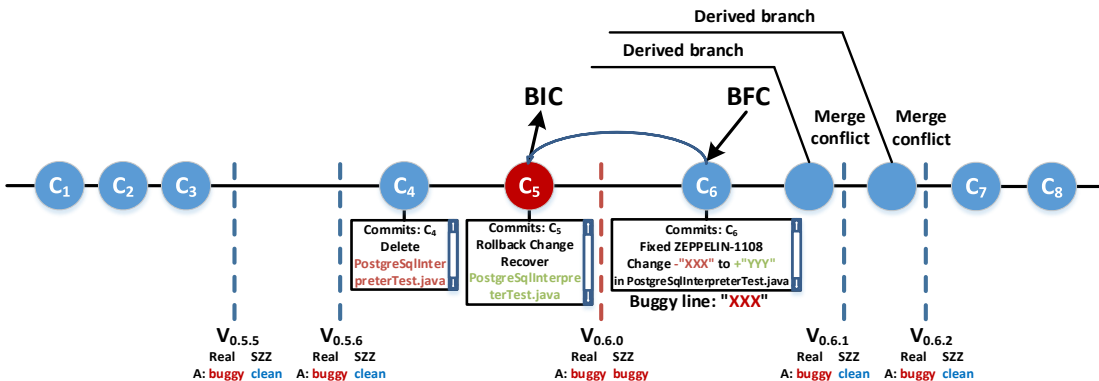 Derived branch
Derived branch
BIC
BFC
Merge
conflict
Merge
conflict
C1
C2
C3
C4
C5
C6
C7
C8
Commits: C4
Delete
PostgreSqlInter
preterTest.java
Commits: C5
Rollback Change
Recover
PostgreSqlInterpre
terTest.java
Commits: C6
Fixed ZEPPELIN-1108
Change -"XXX" to +"YYY"
in PostgreSqlInterpreterTest.java
Buggy line: "XXX"
V0.5.5
Real SZZ
A: buggy clean
V0.5.6
Real SZZ
A: buggy clean
V0.6.0
Real SZZ
A: buggy buggy
V0.6.1
Real SZZ
A: buggy clean
V0.6.2
Real SZZ
A: buggy clean